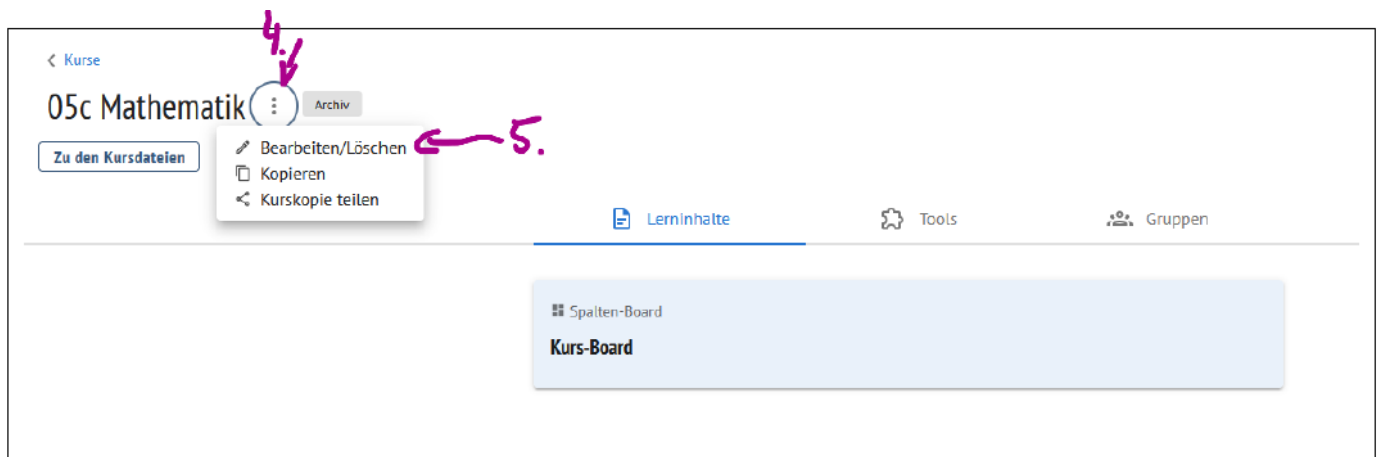 4.
Kurse
05c Mathematik Archiv
Bearbeiten/Löschen 5.
Zu den Kursdateien
Kopieren
Kurskopie teilen
Lerninhalte Tools Gruppen
Spalten-Board
Kurs-Board